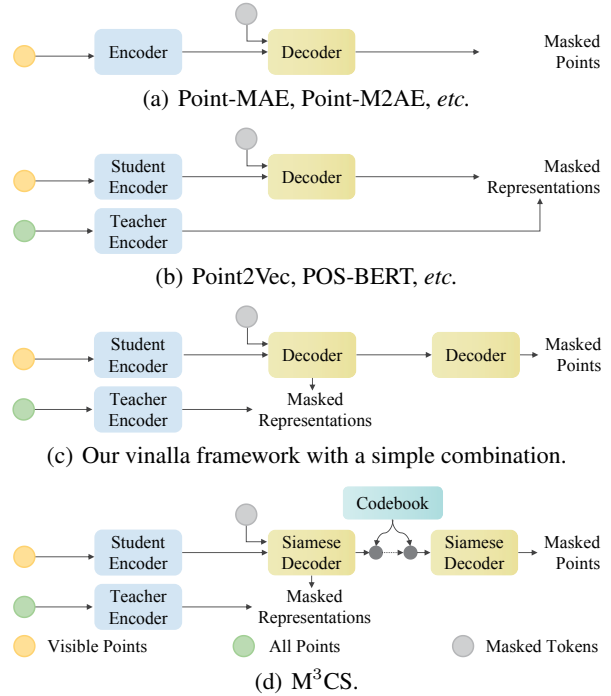 Encoder
Decoder
Masked
Points
(a) Point-MAE, Point-M2AE, etc.
Student
Encoder
Decoder
Masked
Representations
Teacher
Encoder
(b) Point2Vec, POS-BERT, etc.
Student
Encoder
Decoder
Decoder
Masked
Points
Teacher
Encoder
Masked
Representations
(c) Our vinalla framework with a simple combination.
Codebook
Student
Encoder
Siamese
Decoder
Siamese
Decoder
Masked
Points
Teacher
Encoder
Masked
Representations
Visible Points
All Points
Masked Tokens
(d) M³CS.